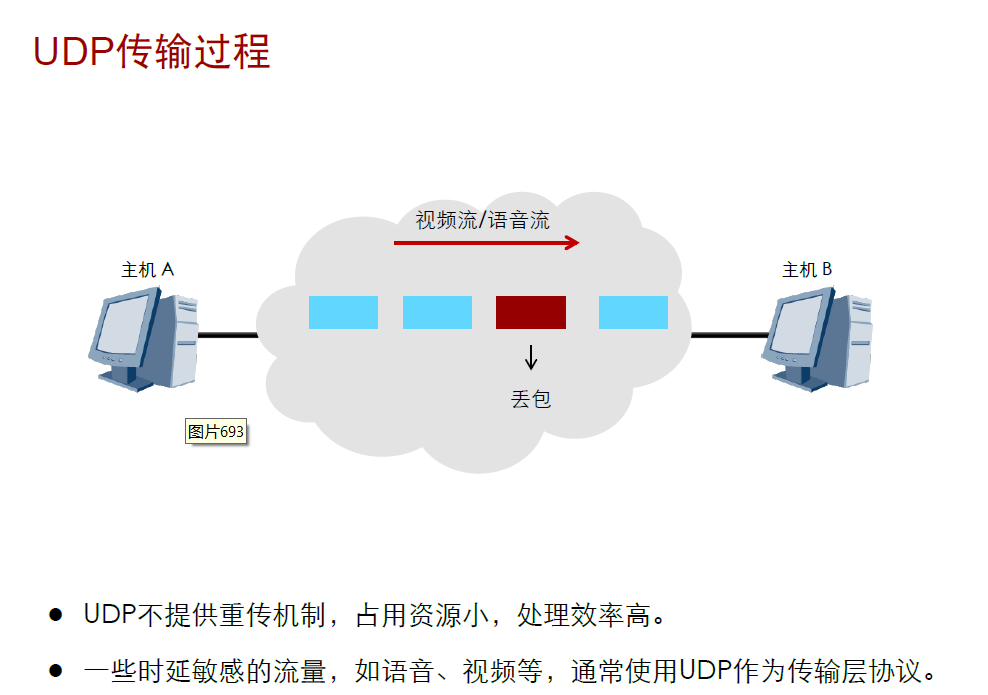 UDP传输过程
视频流/语音流
主机 A
主机 B
丢包
图片693
● UDP不提供重传机制，占用资源小，处理效率高。
● 一些时延敏感的流量，如语音、视频等，通常使用UDP作为传输层协议。